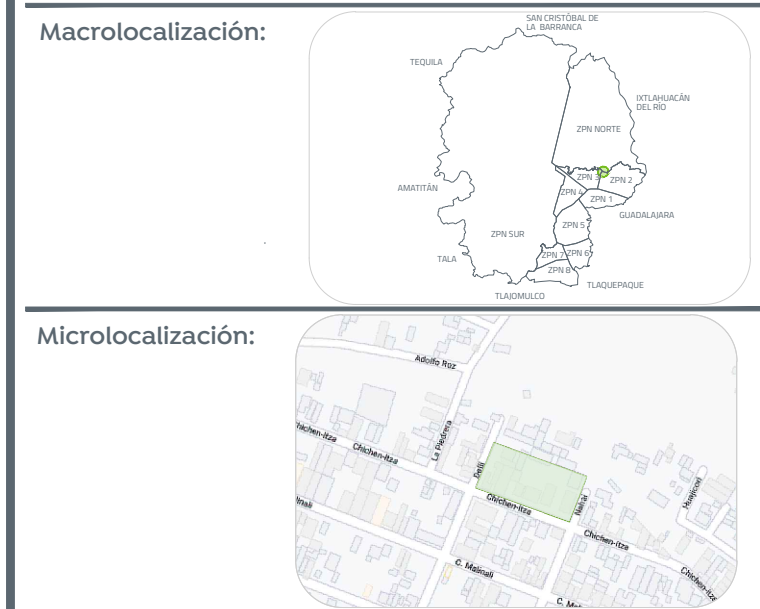 Macrolocalización:
SAN CRISTÓBAL DE
LA BARRANCA
TEQUILA
IXTLAHUACÁN
DEL RÍO
ZPN NORTE
ZPN 3
ZPN 2
AMATITÁN
ZPN 4
ZPN 1
GUADALAJARA
ZPN 5
ZPN SUR
TALA
ZPN 7
ZPN 6
ZPN 8
TLAQUEPAQUE
TLAJOMULCO
Microlocalización:
Adolfo Ruz
La Piedrera
Chichen-Itza
Chichen-Itza
Chichen-Itza
Chichen-Itza
Chichen-Itza
C. Malinali